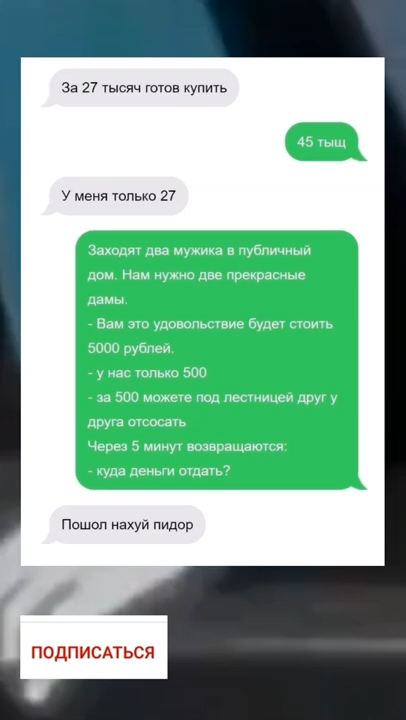 За 27 тысяч готов купить
45 тыщ
У меня только 27
Заходят два мужика в публичный
дом. Нам нужно две прекрасные
дамы.
- Вам это удовольствие будет стоить
5000 рублей.
- у нас только 500
- за 500 можете под лестницей друг у
друга отсосать
Через 5 минут возвращаются:
- куда деньги отдать?
Пошол нахуй пидор
ПОДПИСАТЬСЯ